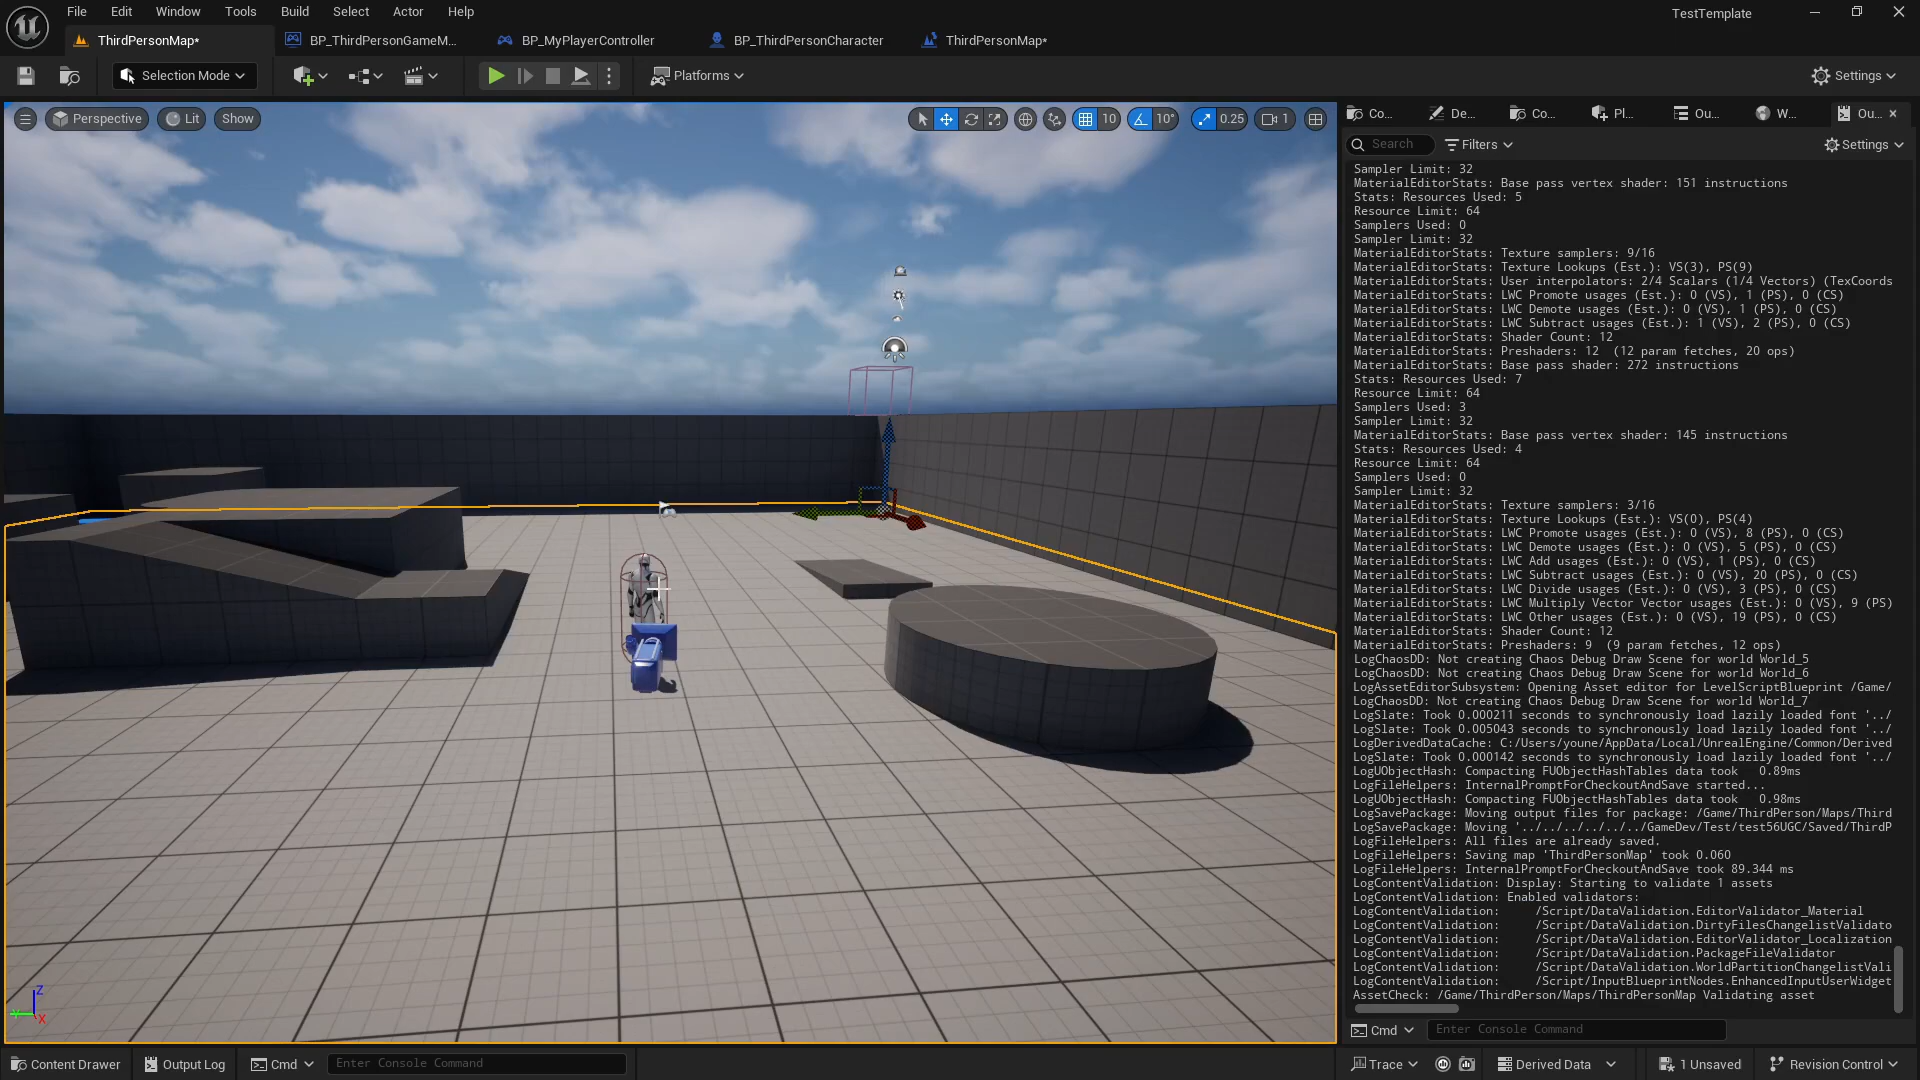 File Edit Window Tools Build Select Actor Help
TestTemplate
ThirdPersonMap* BP_ThirdPersonGameM... BP_MyPlayerController BP_ThirdPersonCharacter ThirdPersonMap*
Selection Mode Platforms Settings
Perspective Lit Show 10 10° 0.25 1
Co... De... Co... Pl... Ou... W... Ou...
Search Filters Settings
Sampler Limit: 32
MaterialEditorStats: Base pass vertex shader: 151 instructions
Stats: Resources Used: 5
Resource Limit: 64
Samplers Used: 0
Sampler Limit: 32
MaterialEditorStats: Texture samplers: 9/16
MaterialEditorStats: Texture Lookups (Est.): VS(3), PS(9)
MaterialEditorStats: User interpolators: 2/4 Scalars (1/4 Vectors) (TexCoords
MaterialEditorStats: LWC Promote usages (Est.): 0 (VS), 1 (PS), 0 (CS)
MaterialEditorStats: LWC Demote usages (Est.): 0 (VS), 1 (PS), 0 (CS)
MaterialEditorStats: LWC Subtract usages (Est.): 1 (VS), 2 (PS), 0 (CS)
MaterialEditorStats: Shader Count: 12
MaterialEditorStats: Preshaders: 12 (12 param fetches, 20 ops)
MaterialEditorStats: Base pass shader: 272 instructions
Stats: Resources Used: 7
Resource Limit: 64
Samplers Used: 3
Sampler Limit: 32
MaterialEditorStats: Base pass vertex shader: 145 instructions
Stats: Resources Used: 4
Resource Limit: 64
Samplers Used: 0
Sampler Limit: 32
MaterialEditorStats: Texture samplers: 3/16
MaterialEditorStats: Texture Lookups (Est.): VS(0), PS(4)
MaterialEditorStats: LWC Promote usages (Est.): 0 (VS), 8 (PS), 0 (CS)
MaterialEditorStats: LWC Demote usages (Est.): 0 (VS), 5 (PS), 0 (CS)
MaterialEditorStats: LWC Add usages (Est.): 0 (VS), 1 (PS), 0 (CS)
MaterialEditorStats: LWC Subtract usages (Est.): 0 (VS), 20 (PS), 0 (CS)
MaterialEditorStats: LWC Divide usages (Est.): 0 (VS), 3 (PS), 0 (CS)
MaterialEditorStats: LWC Multiply Vector Vector usages (Est.): 0 (VS), 9 (PS)
MaterialEditorStats: LWC Other usages (Est.): 0 (VS), 19 (PS), 0 (CS)
MaterialEditorStats: Shader Count: 12
MaterialEditorStats: Preshaders: 9 (9 param fetches, 12 ops)
LogChaosDD: Not creating Chaos Debug Draw Scene for world World_5
LogChaosDD: Not creating Chaos Debug Draw Scene for world World_6
LogAssetEditorSubsystem: Opening Asset editor for LevelScriptBlueprint /Game/
LogChaosDD: Not creating Chaos Debug Draw Scene for world World_7
LogSlate: Took 0.000211 seconds to synchronously load lazily loaded font '../
LogSlate: Took 0.005043 seconds to synchronously load lazily loaded font '../
LogDerivedDataCache: C:/Users/youne/AppData/Local/UnrealEngine/Common/Derived
LogSlate: Took 0.000142 seconds to synchronously load lazily loaded font '../
LogUObjectHash: Compacting FUObjectHashTables data took 0.89ms
LogFileHelpers: InternalPromptForCheckoutAndSave started...
LogUObjectHash: Compacting FUObjectHashTables data took 0.98ms
LogSavePackage: Moving output files for package: /Game/ThirdPerson/Maps/Third
LogSavePackage: Moving '../../../../../../GameDev/Test/test56UGC/Saved/ThirdP
LogFileHelpers: All files are already saved.
LogFileHelpers: Saving map 'ThirdPersonMap' took 0.060
LogFileHelpers: InternalPromptForCheckoutAndSave took 89.344 ms
LogContentValidation: Display: Starting to validate 1 assets
LogContentValidation: Enabled validators:
LogContentValidation: /Script/DataValidation.EditorValidator_Material
LogContentValidation: /Script/DataValidation.DirtyFilesChangelistValidato
LogContentValidation: /Script/DataValidation.EditorValidator_Localization
LogContentValidation: /Script/DataValidation.PackageFileValidator
LogContentValidation: /Script/DataValidation.WorldPartitionChangelistVali
LogContentValidation: /Script/InputBlueprintNodes.EnhancedInputUserWidget
AssetCheck: /Game/ThirdPerson/Maps/ThirdPersonMap Validating asset
Z
X
Cmd Enter Console Command
Content Drawer Output Log Cmd Enter Console Command Trace Derived Data 1 Unsaved Revision Control